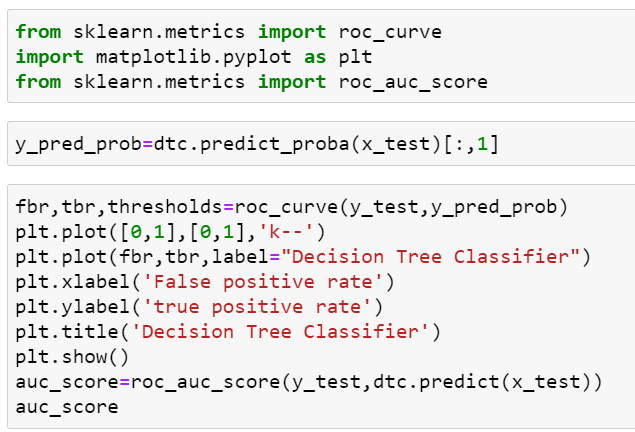 from sklearn.metrics import roc_curve
import matplotlib.pyplot as plt
from sklearn.metrics import roc_auc_score
y_pred_prob=dtc.predict_proba(x_test)[:,1]
fbr,tbr,thresholds=roc_curve(y_test,y_pred_prob)
plt.plot([0,1],[0,1],'k--')
plt.plot(fbr,tbr,label="Decision Tree Classifier")
plt.xlabel('False positive rate')
plt.ylabel('true positive rate')
plt.title('Decision Tree Classifier')
plt.show()
auc_score=roc_auc_score(y_test,dtc.predict(x_test))
auc_score